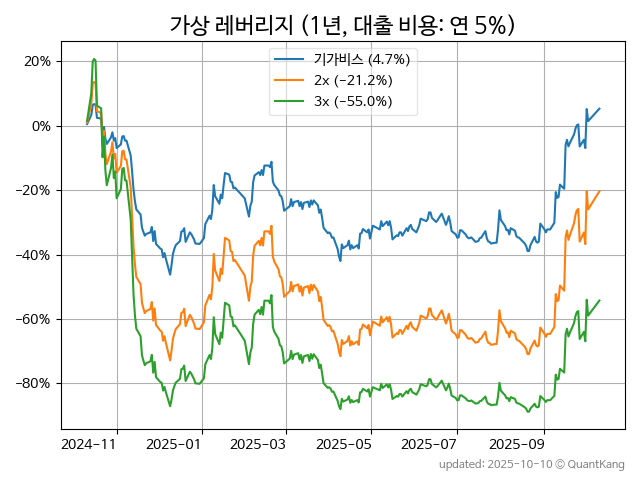 가상 레버리지 (1년, 대출 비용: 연 5%)
기가비스 (4.7%)
2x (−21.2%)
3x (−55.0%)
20%
0%
−20%
−40%
−60%
−80%
2024-11
2025-01
2025-03
2025-05
2025-07
2025-09
updated: 2025-10-10 © QuantKang